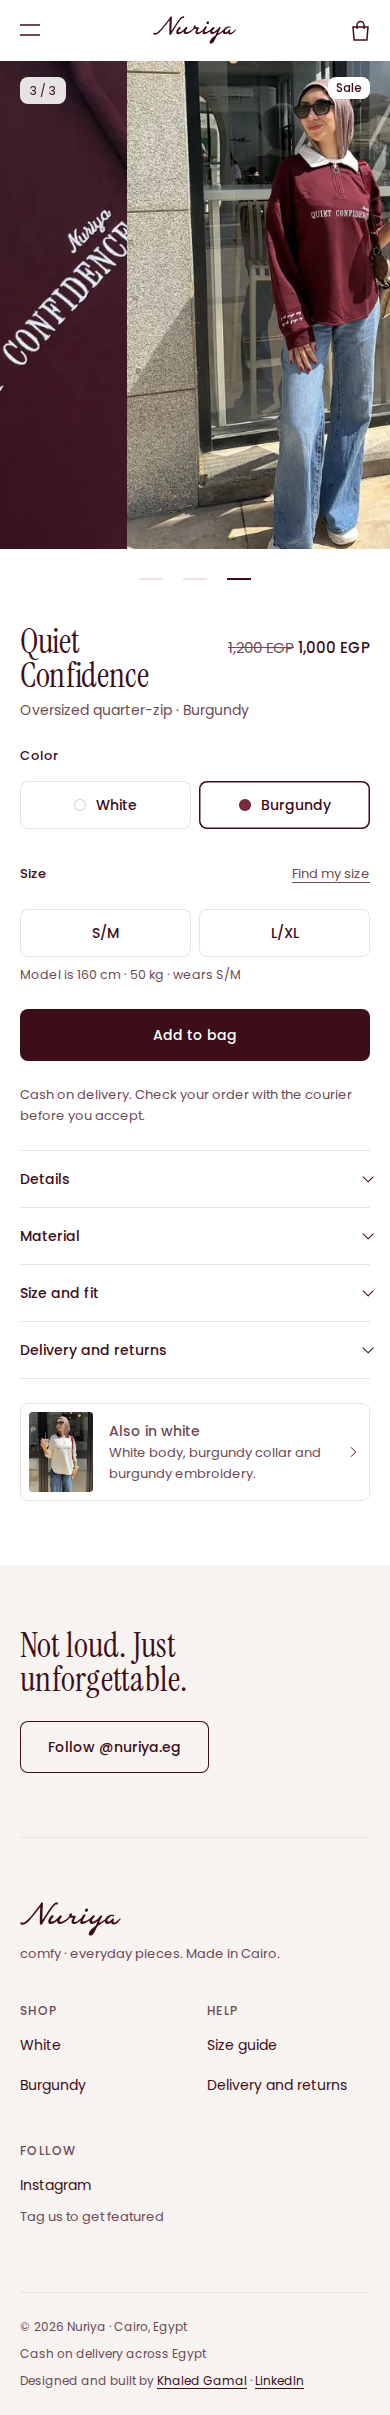 Nuriya
3 / 3
Sale
Nuriya
CONFIDENCE
QUIET CONFIDENCE
Quiet
Confidence
1,200 EGP 1,000 EGP
Oversized quarter-zip · Burgundy
Color
White
Burgundy
Size
Find my size
S/M
L/XL
Model is 160 cm · 50 kg · wears S/M
Add to bag
Cash on delivery. Check your order with the courier
before you accept.
Details
Material
Size and fit
Delivery and returns
Also in white
White body, burgundy collar and
burgundy embroidery.
Not loud. Just
unforgettable.
Follow @nuriya.eg
Nuriya
comfy · everyday pieces. Made in Cairo.
SHOP
White
Burgundy
HELP
Size guide
Delivery and returns
FOLLOW
Instagram
Tag us to get featured
© 2026 Nuriya · Cairo, Egypt
Cash on delivery across Egypt
Designed and built by Khaled Gamal · LinkedIn